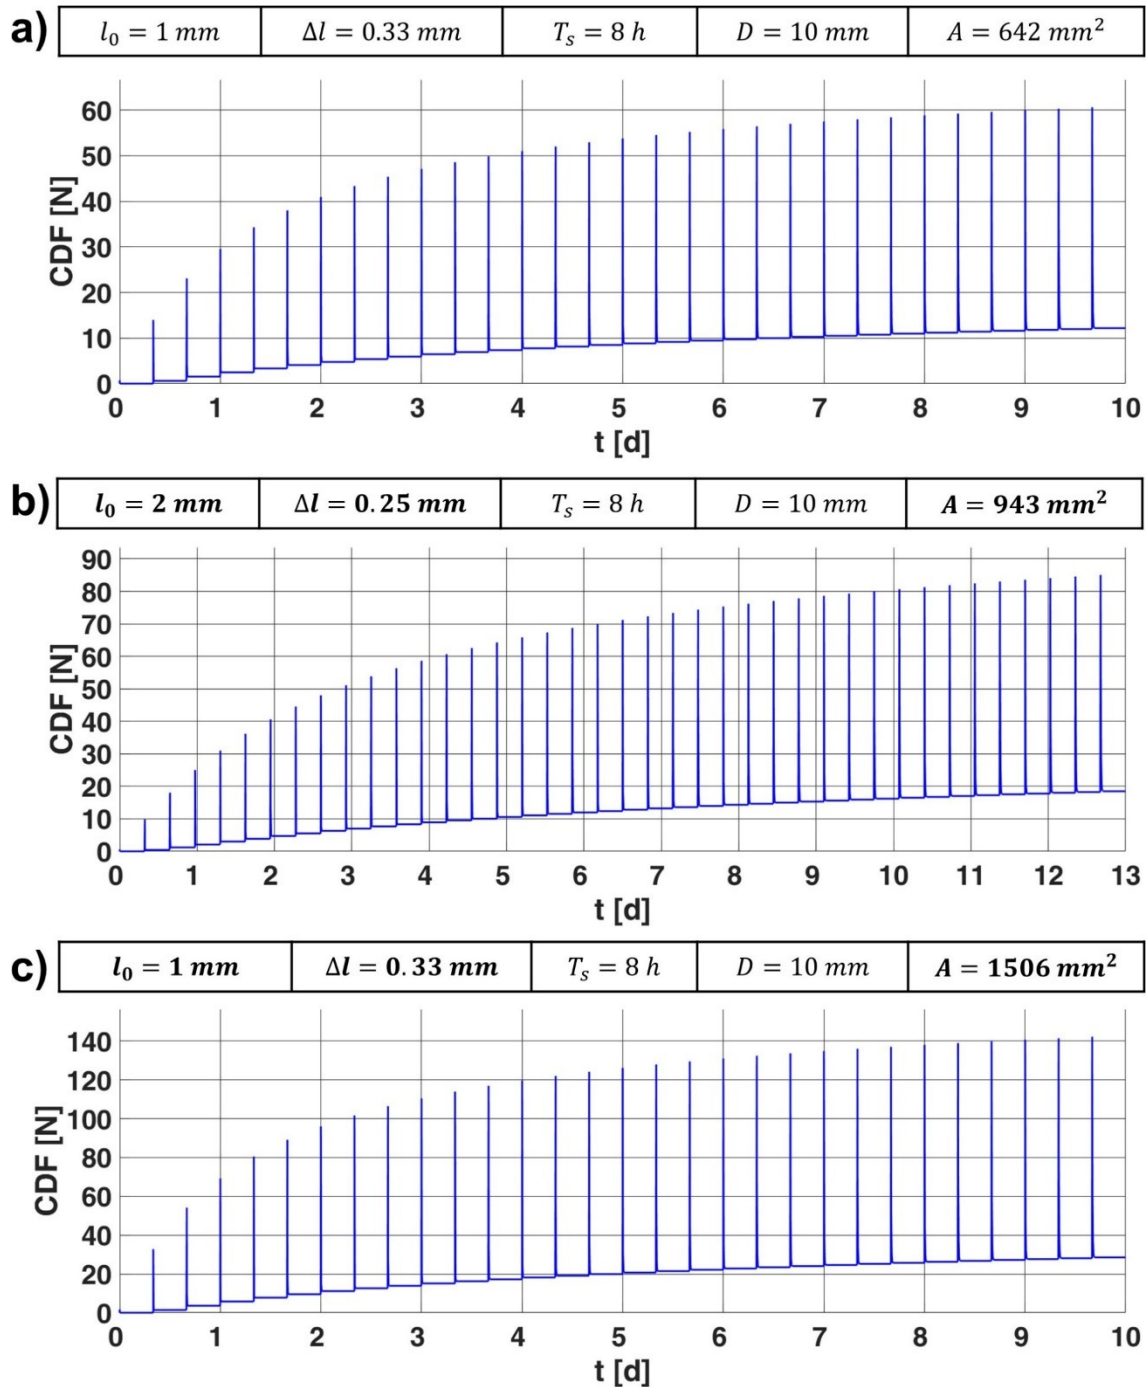 a) l₀ = 1 mm Δl = 0.33 mm Tₛ = 8 h D = 10 mm A = 642 mm²
60
50
40
30
20
10
0
CDF [N]
0 1 2 3 4 5 6 7 8 9 10
t [d]
b) l₀ = 2 mm Δl = 0.25 mm Tₛ = 8 h D = 10 mm A = 943 mm²
90
80
70
60
50
40
30
20
10
0
CDF [N]
0 1 2 3 4 5 6 7 8 9 10 11 12 13
t [d]
c) l₀ = 1 mm Δl = 0.33 mm Tₛ = 8 h D = 10 mm A = 1506 mm²
140
120
100
80
60
40
20
0
CDF [N]
0 1 2 3 4 5 6 7 8 9 10
t [d]